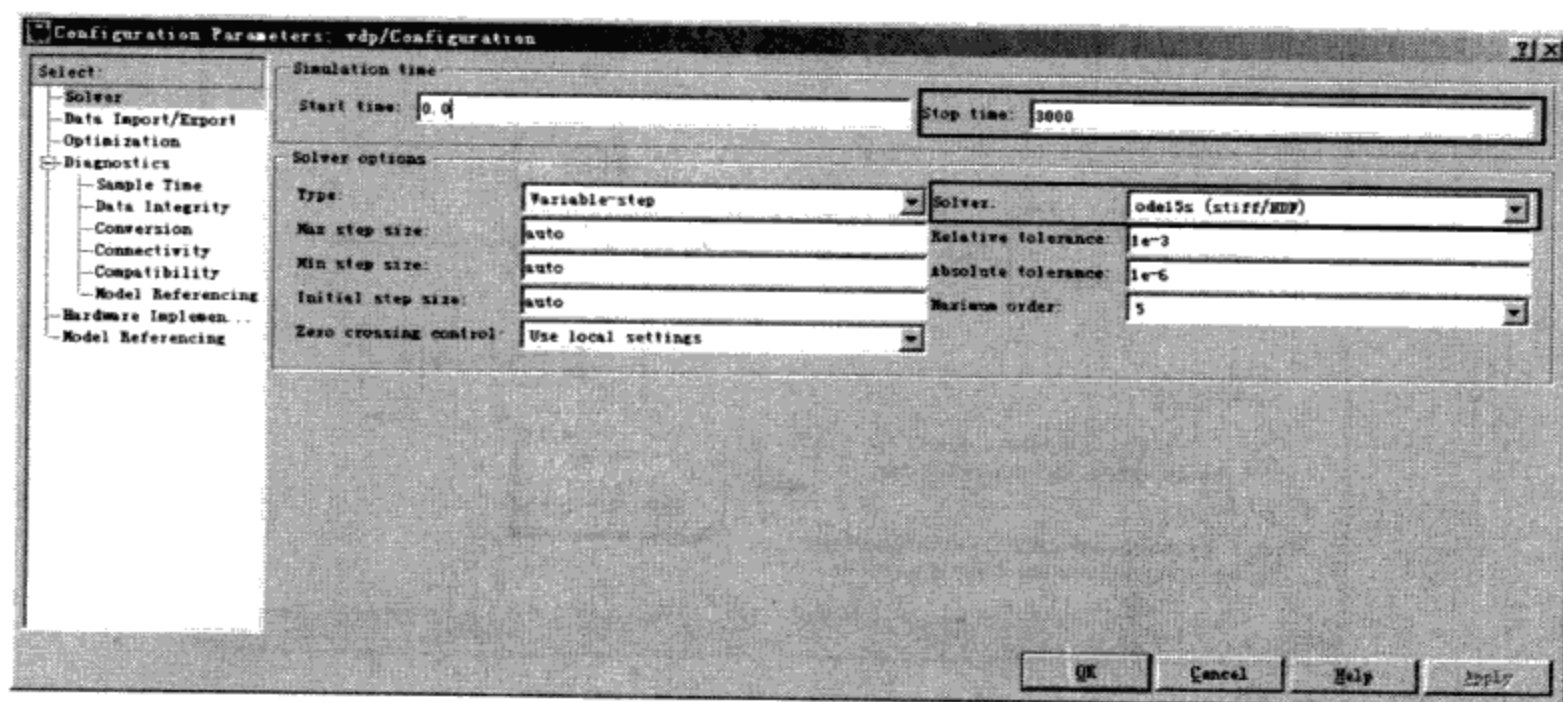 Configuration Parameters: vdp/Configuration
Select:
Solver
Data Import/Export
Optimization
Diagnostics
Sample Time
Data Integrity
Conversion
Connectivity
Compatibility
Model Referencing
Hardware Implemen...
Model Referencing
Simulation time
Start time: 0.0
Stop time: 3000
Solver options
Type: Variable-step
Solver: ode15s (stiff/NDF)
Max step size: auto
Relative tolerance: 1e-3
Min step size: auto
Absolute tolerance: 1e-6
Initial step size: auto
Maximum order: 5
Zero crossing control: Use local settings
OK
Cancel
Help
Apply